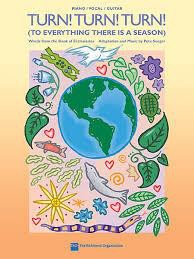 PIANO / VOCAL / GUITAR
TURN! TURN! TURN!
(TO EVERYTHING THERE IS A SEASON)
Words from the Book of Ecclesiastes Adaptation and Music by Pete Seeger
The Richmond Organization